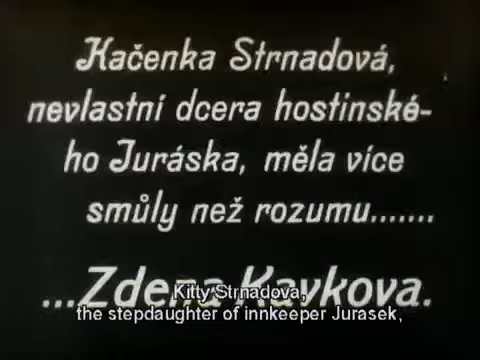 Kačenka Strnadová,
nevlastní dcera hostinské-
ho Juráska, měla více
smůly než rozumu.......
...Zdena Kavkova.
Kitty Strnadova,
the stepdaughter of innkeeper Jurasek,